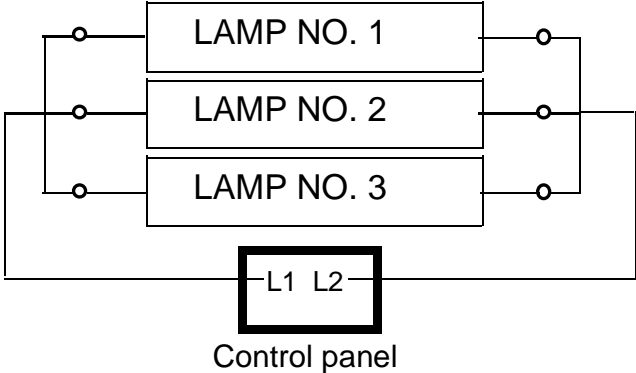 LAMP NO. 1
LAMP NO. 2
LAMP NO. 3
L1 L2
Control panel